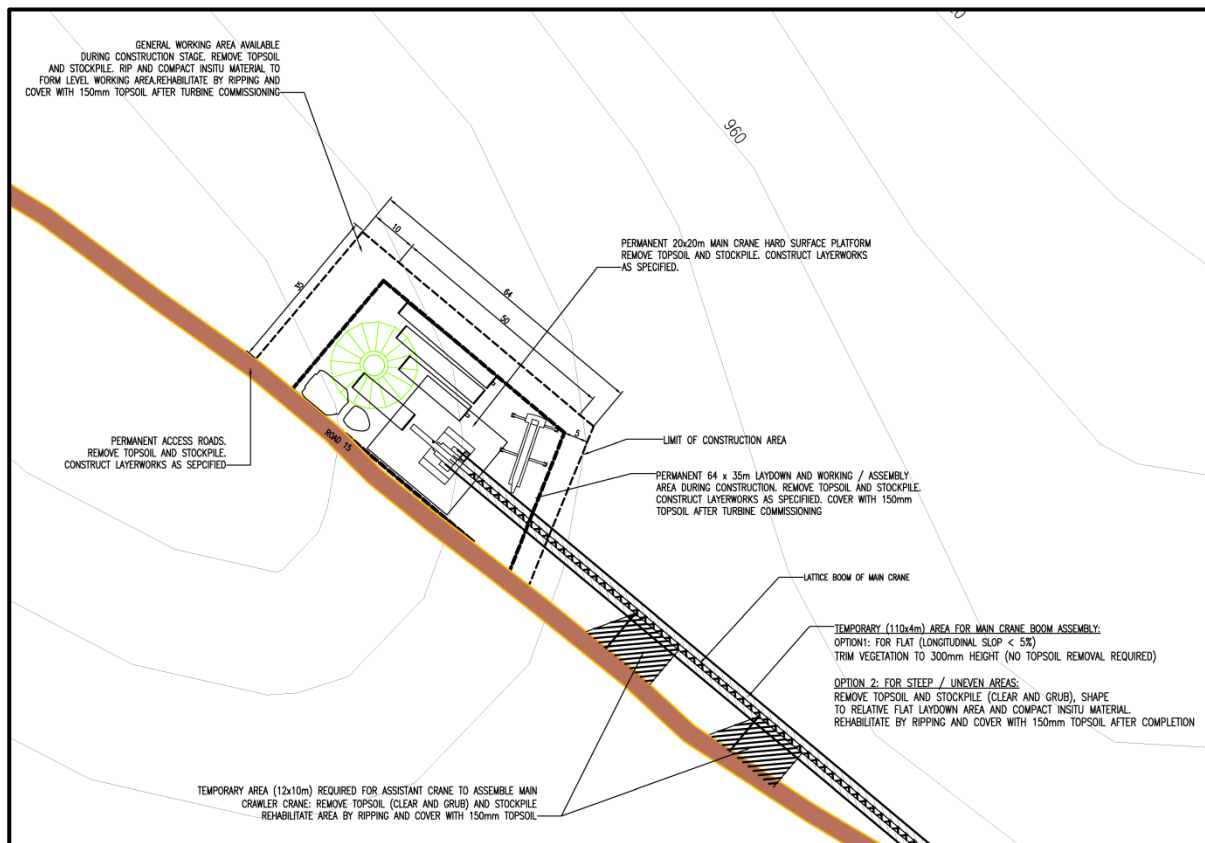 GENERAL WORKING AREA AVAILABLE
DURING CONSTRUCTION STAGE. REMOVE TOPSOIL
AND STOCKPILE. RIP AND COMPACT INSITU MATERIAL TO
FORM LEVEL WORKING AREA.REHABILITATE BY RIPPING AND
COVER WITH 150mm TOPSOIL AFTER TURBINE COMMISSIONING
960
10
35
64
50
5
PERMANENT 20x20m MAIN CRANE HARD SURFACE PLATFORM
REMOVE TOPSOIL AND STOCKPILE. CONSTRUCT LAYERWORKS
AS SPECIFIED.
ROAD 15
PERMANENT ACCESS ROADS.
REMOVE TOPSOIL AND STOCKPILE.
CONSTRUCT LAYERWORKS AS SEPCIFIED
LIMIT OF CONSTRUCTION AREA
PERMANENT 64 x 35m LAYDOWN AND WORKING / ASSEMBLY
AREA DURING CONSTRUCTION. REMOVE TOPSOIL AND STOCKPILE.
CONSTRUCT LAYERWORKS AS SPECIFIIED. COVER WITH 150mm
TOPSOIL AFTER TURBINE COMMISSIONING
LATTICE BOOM OF MAIN CRANE
TEMPORARY (110x4m) AREA FOR MAIN CRANE BOOM ASSEMBLY:
OPTION1: FOR FLAT (LONGITUDINAL SLOP < 5%)
TRIM VEGETATION TO 300mm HEIGHT (NO TOPSOIL REMOVAL REQUIRED)
OPTION 2: FOR STEEP / UNEVEN AREAS:
REMOVE TOPSOIL AND STOCKPILE (CLEAR AND GRUB), SHAPE
TO RELATIVE FLAT LAYDOWN AREA AND COMPACT INSITU MATERIAL.
REHABILITATE BY RIPPING AND COVER WITH 150mm TOPSOIL AFTER COMPLETION
TEMPORARY AREA (12x10m) REQUIRED FOR ASSISTANT CRANE TO ASSEMBLE MAIN
CRAWLER CRANE: REMOVE TOPSOIL (CLEAR AND GRUB) AND STOCKPILE
REHABILITATE AREA BY RIPPING AND COVER WITH 150mm TOPSOIL